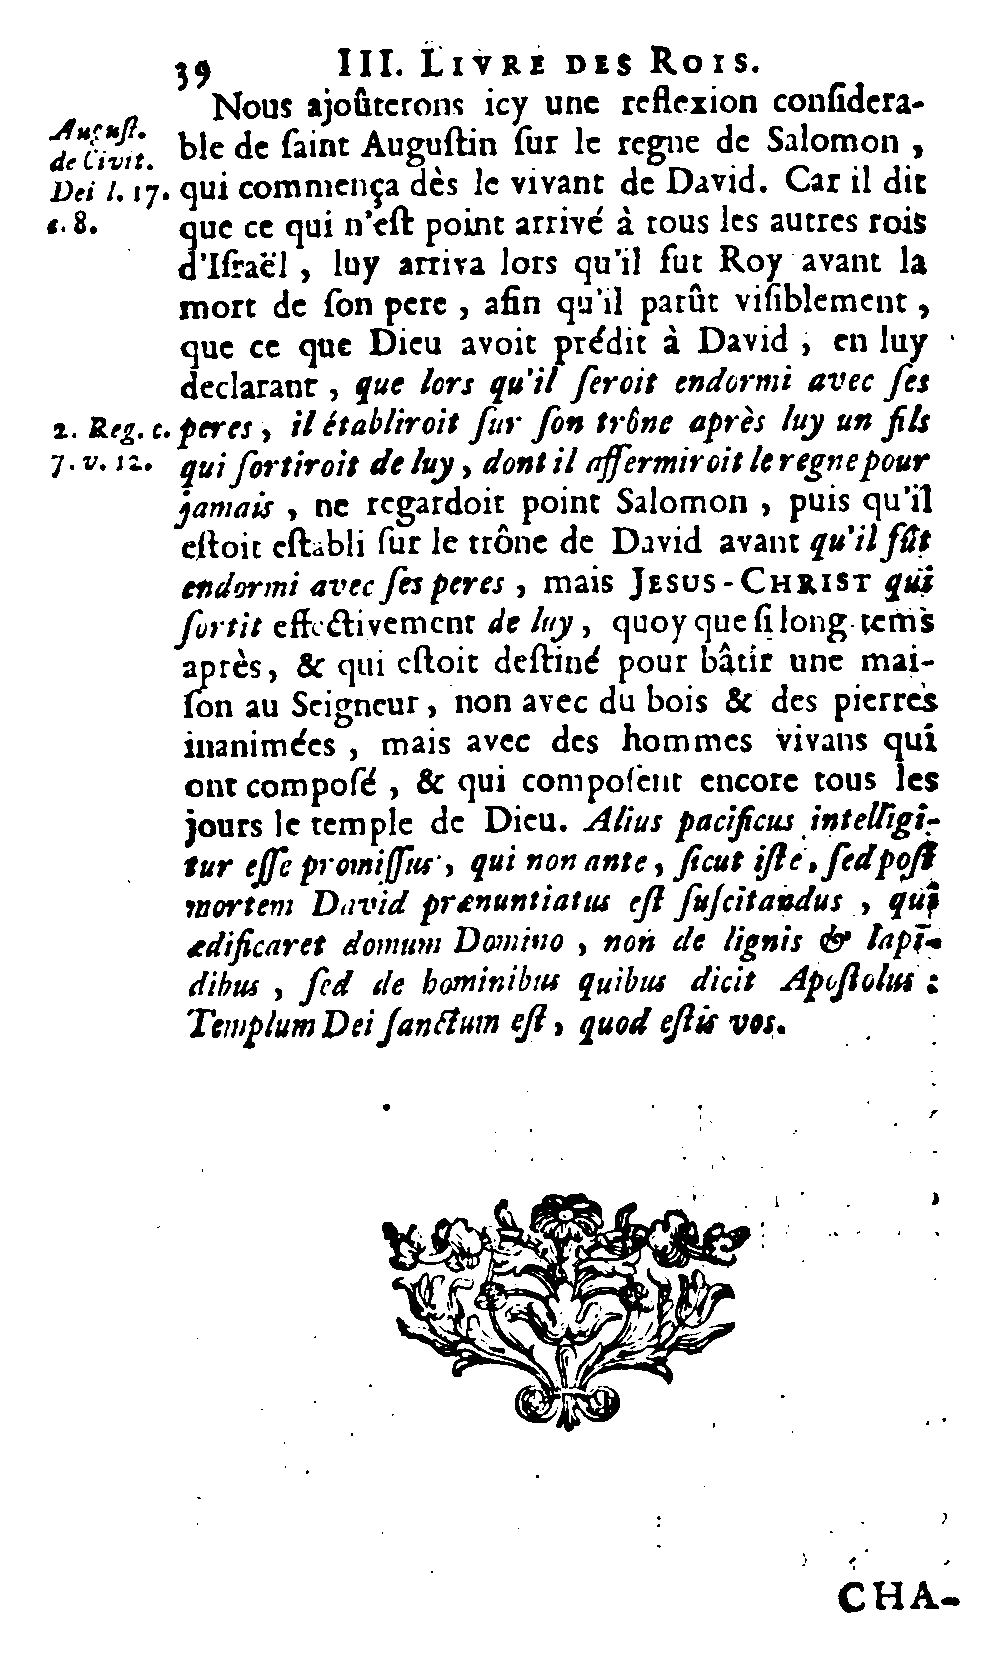 39 III. LIVRE DES ROIS.
Nous ajoûterons icy une reflexion conſidera-
August. de Civit. Dei l. 17. c. 8.
ble de ſaint Auguſtin ſur le regne de Salomon,
qui commença dès le vivant de David. Car il dit
que ce qui n'eſt point arrivé à tous les autres rois
d'Iſraël, luy arriva lors qu'il fut Roy avant la
mort de ſon pere, afin qu'il parût viſiblement,
que ce que Dieu avoit prédit à David, en luy
declarant, que lors qu'il ſeroit endormi avec ſes
2. Reg. c. 7. v. 12.
peres, il établiroit ſur ſon trône après luy un fils
qui ſortiroit de luy, dont il affermiroit le regne pour
jamais, ne regardoit point Salomon, puis qu'il
eſtoit eſtabli ſur le trône de David avant qu'il fût
endormi avec ſes peres, mais JESUS-CHRIST qui
ſortit effectivement de luy, quoy que ſi long tems
après, & qui eſtoit deſtiné pour bâtir une mai-
ſon au Seigneur, non avec du bois & des pierres
inanimées, mais avec des hommes vivans qui
ont compoſé, & qui compoſent encore tous les
jours le temple de Dieu. Alius pacificus intelligi-
tur eſſe promiſſus, qui non ante, ſicut iſte, ſed poſt
mortem David prænuntiatus eſt ſuſcitandus, qui
ædificaret domum Domino, non de lignis & lapi-
dibus, ſed de hominibus quibus dicit Apoſtolus:
Templum Dei ſanctum eſt, quod eſtis vos.
CHA-